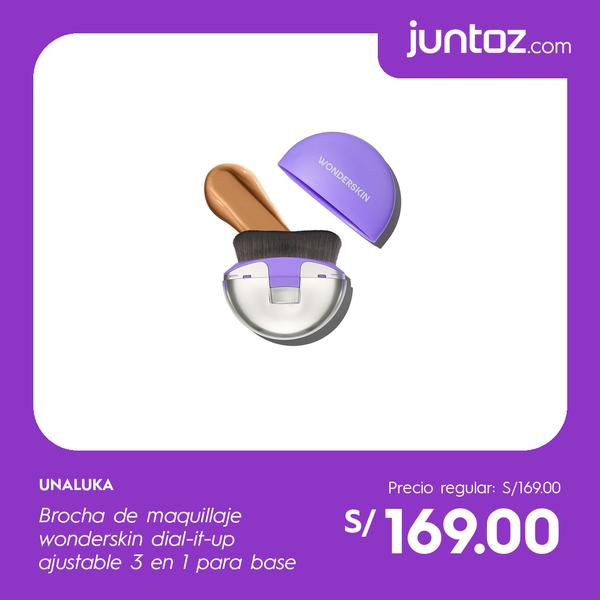 juntoz.com
WONDERSKIN
UNALUKA
Brocha de maquillaje
wonderskin dial-it-up
ajustable 3 en 1 para base
Precio regular: S/169.00
S/169.00